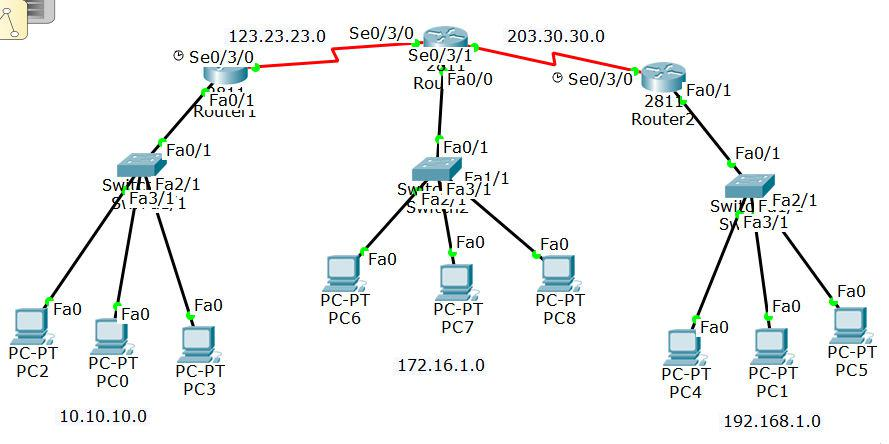 123.23.23.0
Se0/3/0
203.30.30.0
Se0/3/0
Se0/3/1
Fa0/0
Se0/3/0
2811
Fa0/1
Router1
2811
Fa0/1
Router2
Fa0/1
Fa0/1
Fa0/1
Fa2/1
Fa3/1
Fa1/1
Fa3/1
Fa2/1
Fa2/1
Fa3/1
Fa0
Fa0
Fa0
PC-PT
PC6
PC-PT
PC7
PC-PT
PC8
Fa0
Fa0
Fa0
PC-PT
PC2
PC-PT
PC0
PC-PT
PC3
Fa0
Fa0
Fa0
PC-PT
PC4
PC-PT
PC1
PC-PT
PC5
172.16.1.0
10.10.10.0
192.168.1.0